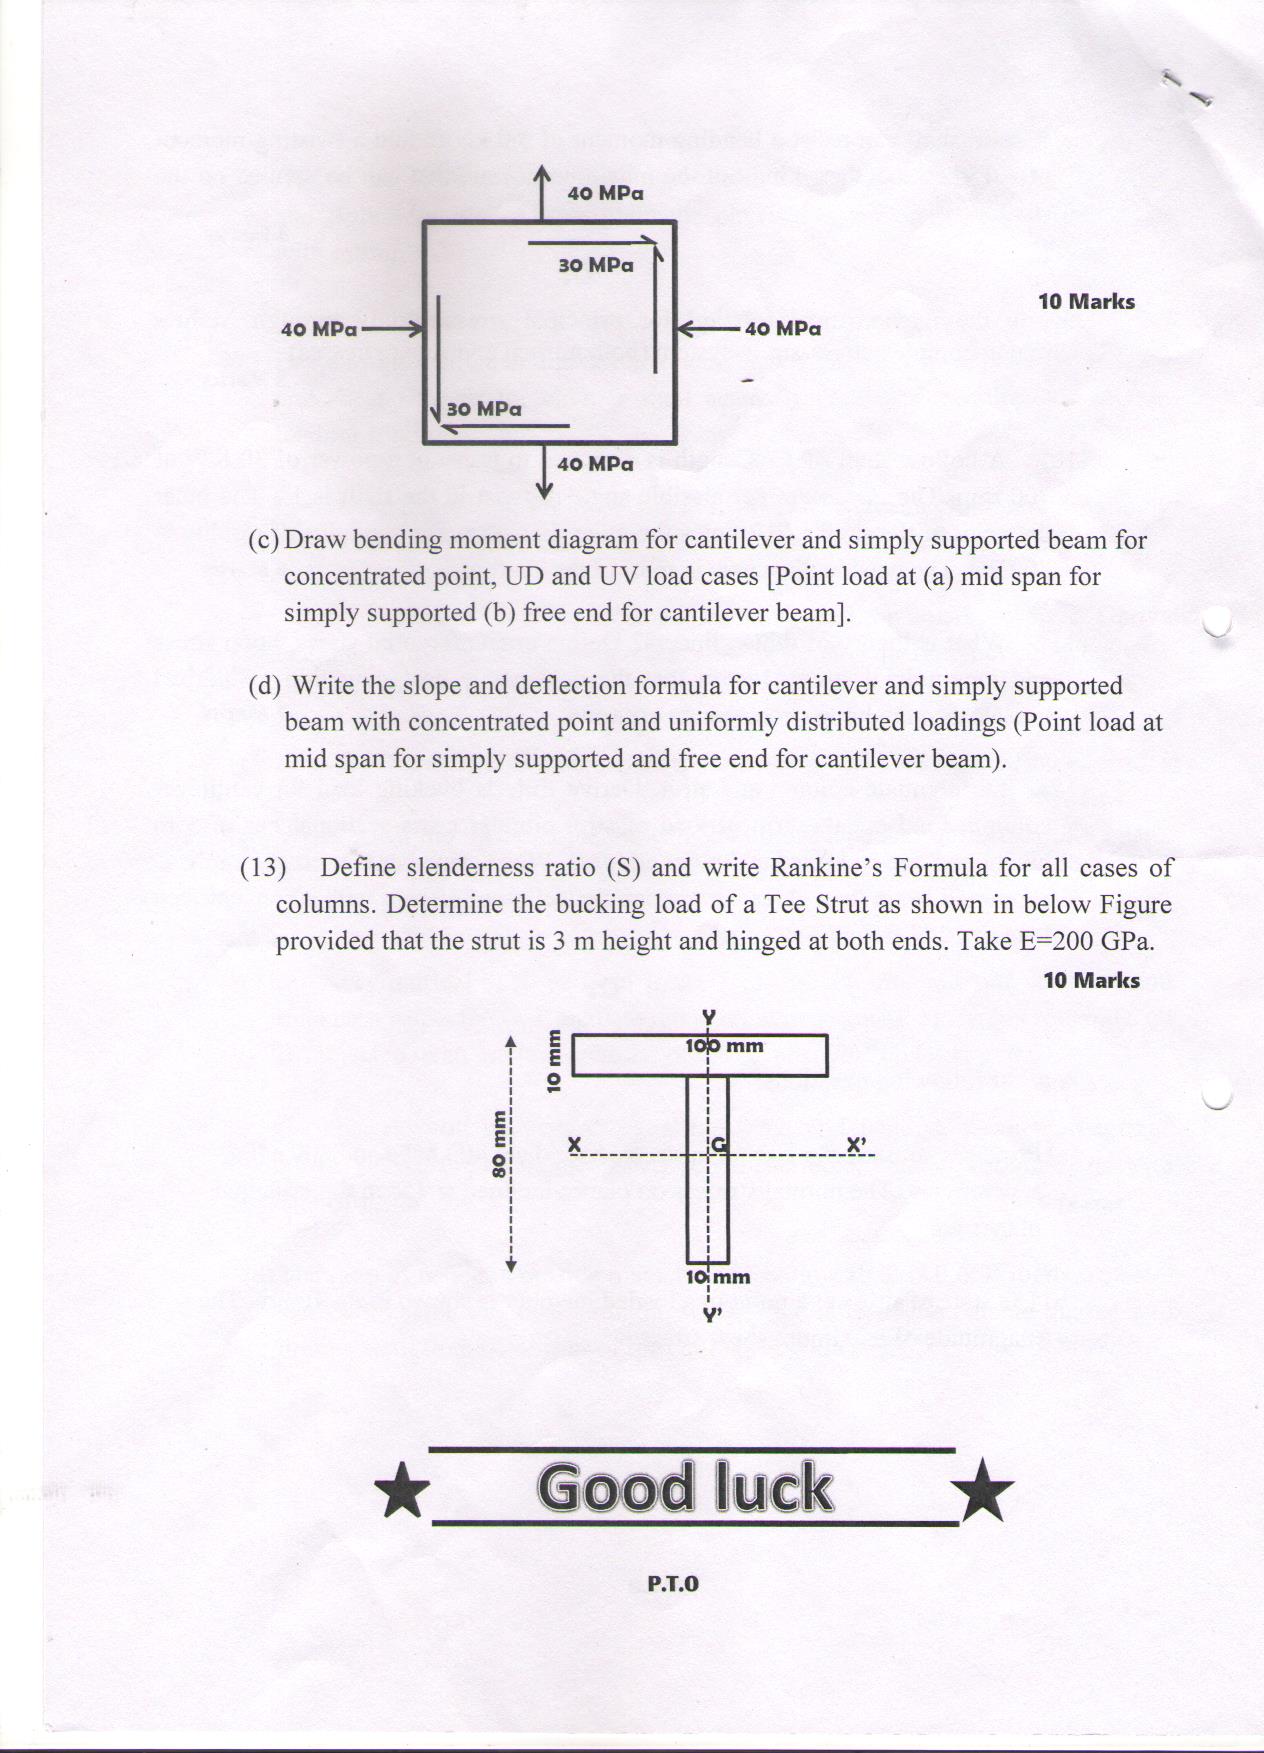 40 MPa
30 MPa
10 Marks
40 MPa
40 MPa
30 MPa
40 MPa
(c) Draw bending moment diagram for cantilever and simply supported beam for
concentrated point, UD and UV load cases [Point load at (a) mid span for
simply supported (b) free end for cantilever beam].
(d) Write the slope and deflection formula for cantilever and simply supported
beam with concentrated point and uniformly distributed loadings (Point load at
mid span for simply supported and free end for cantilever beam).
(13) Define slenderness ratio (S) and write Rankine's Formula for all cases of
columns. Determine the bucking load of a Tee Strut as shown in below Figure
provided that the strut is 3 m height and hinged at both ends. Take E=200 GPa.
10 Marks
Y
100 mm
10 mm
80 mm
X
G
X'
10 mm
Y'
Good luck
P.T.O